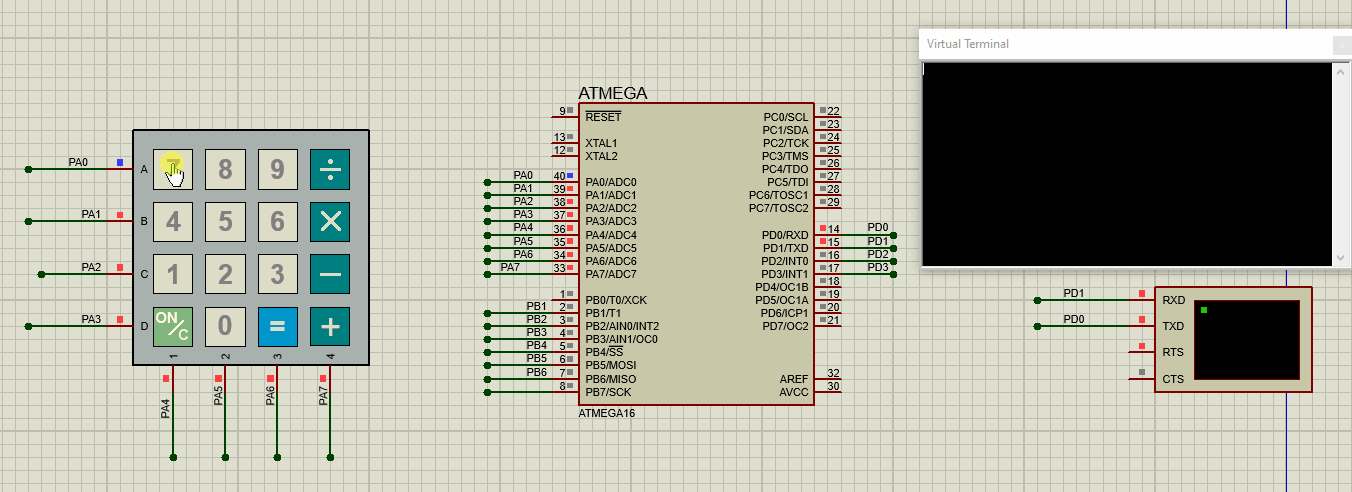 Virtual Terminal
ATMEGA
9 RESET
13 XTAL1
12 XTAL2
PA0 40 PA0/ADC0
PA1 39 PA1/ADC1
PA2 38 PA2/ADC2
PA3 37 PA3/ADC3
PA4 36 PA4/ADC4
PA5 35 PA5/ADC5
PA6 34 PA6/ADC6
PA7 33 PA7/ADC7
1 PB0/T0/XCK
PB1 2 PB1/T1
PB2 3 PB2/AIN0/INT2
PB3 4 PB3/AIN1/OC0
PB4 5 PB4/SS
PB5 6 PB5/MOSI
PB6 7 PB6/MISO
8 PB7/SCK
PC0/SCL 22
PC1/SDA 23
PC2/TCK 24
PC3/TMS 25
PC4/TDO 26
PC5/TDI 27
PC6/TOSC1 28
PC7/TOSC2 29
PD0/RXD 14 PD0
PD1/TXD 15 PD1
PD2/INT0 16 PD2
PD3/INT1 17 PD3
PD4/OC1B 18
PD5/OC1A 19
PD6/ICP1 20
PD7/OC2 21
AREF 32
AVCC 30
ATMEGA16
PA0 A 7 8 9 ÷
PA1 B 4 5 6 ×
PA2 C 1 2 3 −
PA3 D ON/C 0 = +
1 2 3 4
PA4 PA5 PA6 PA7
PD1 RXD
PD0 TXD
RTS
CTS